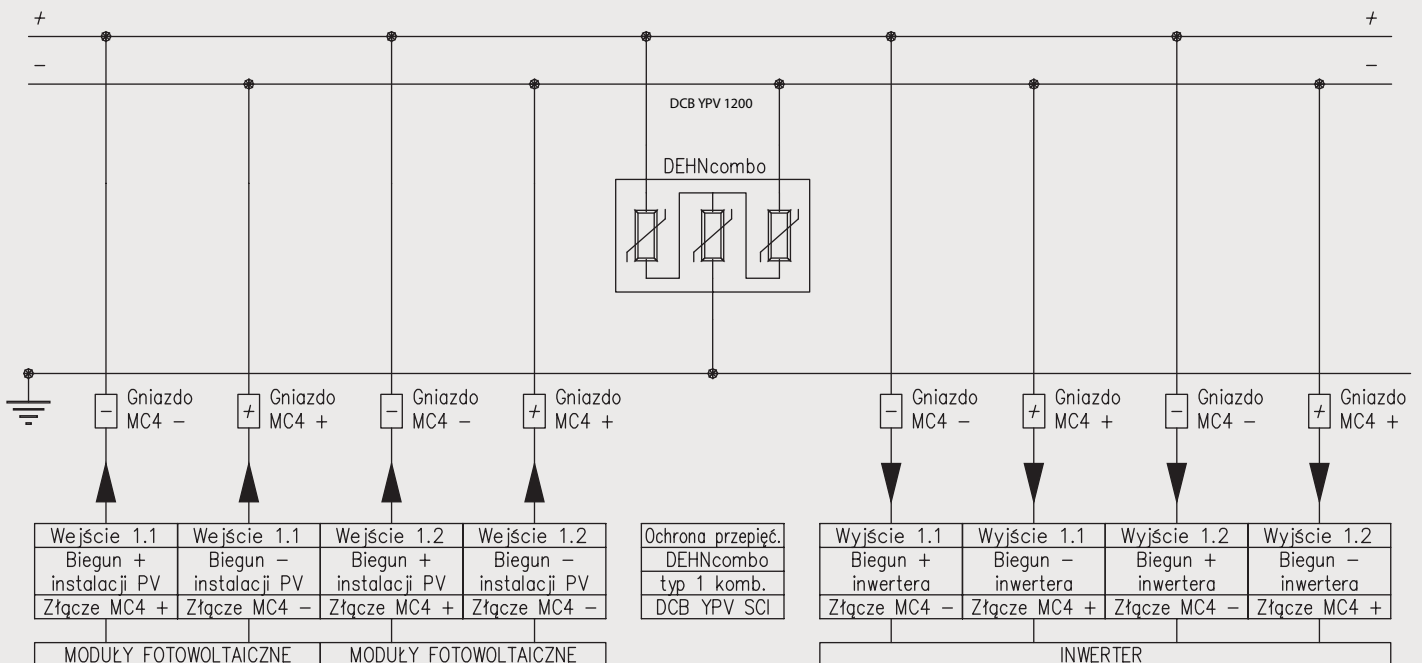 + +
− −
DCB YPV 1200
DEHNcombo
− Gniazdo MC4 −
+ Gniazdo MC4 +
− Gniazdo MC4 −
+ Gniazdo MC4 +
− Gniazdo MC4 −
+ Gniazdo MC4 +
− Gniazdo MC4 −
+ Gniazdo MC4 +
Wejście 1.1
Biegun +
instalacji PV
Złącze MC4 +
Wejście 1.1
Biegun −
instalacji PV
Złącze MC4 −
Wejście 1.2
Biegun +
instalacji PV
Złącze MC4 +
Wejście 1.2
Biegun −
instalacji PV
Złącze MC4 −
Ochrona przepięć.
DEHNcombo
typ 1 komb.
DCB YPV SCI
Wyjście 1.1
Biegun +
inwertera
Złącze MC4 −
Wyjście 1.1
Biegun −
inwertera
Złącze MC4 +
Wyjście 1.2
Biegun +
inwertera
Złącze MC4 −
Wyjście 1.2
Biegun −
inwertera
Złącze MC4 +
MODUŁY FOTOWOLTAICZNE
MODUŁY FOTOWOLTAICZNE
INWERTER